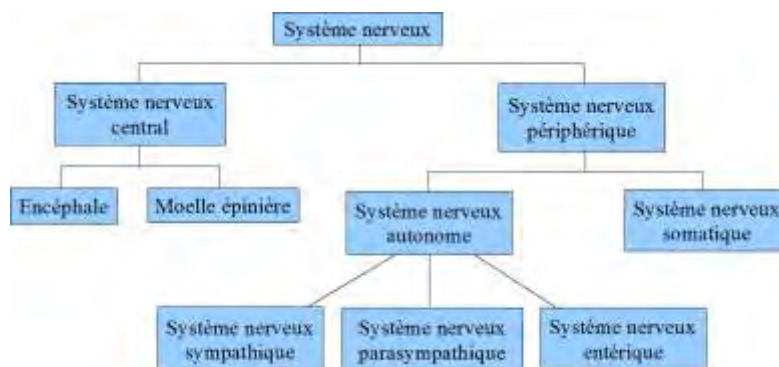 Système nerveux
Système nerveux
central
Système nerveux
périphérique
Encéphale
Moelle épinière
Système nerveux
autonome
Système nerveux
somatique
Système nerveux
sympathique
Système nerveux
parasympathique
Système nerveux
entérique